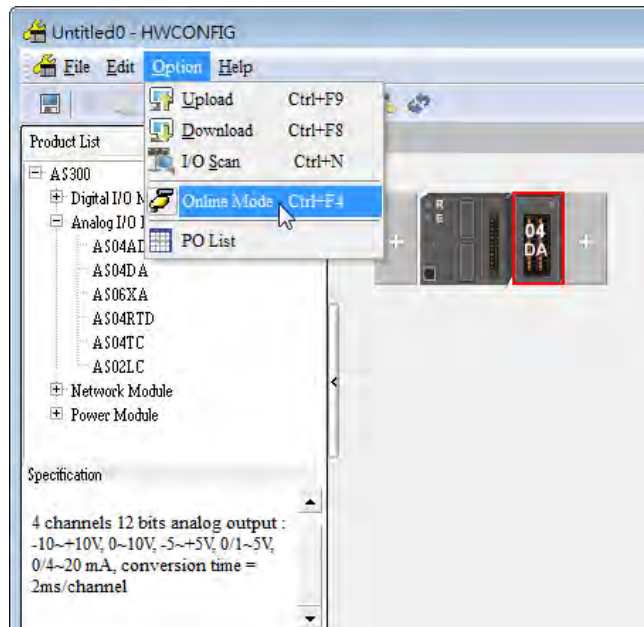 Untitled0 - HWCONFIG
File Edit Option Help
Upload Ctrl+F9
Download Ctrl+F8
I/O Scan Ctrl+N
Online Mode Ctrl+F4
PO List
Product List
AS300
Digital I/O
Analog I/O
AS04AD
AS04DA
AS06XA
AS04RTD
AS04TC
AS02LC
Network Module
Power Module
R
E
04
DA
Specification
4 channels 12 bits analog output :
-10~+10V, 0~10V, -5~+5V, 0/1~5V,
0/4~20 mA, conversion time =
2ms/channel